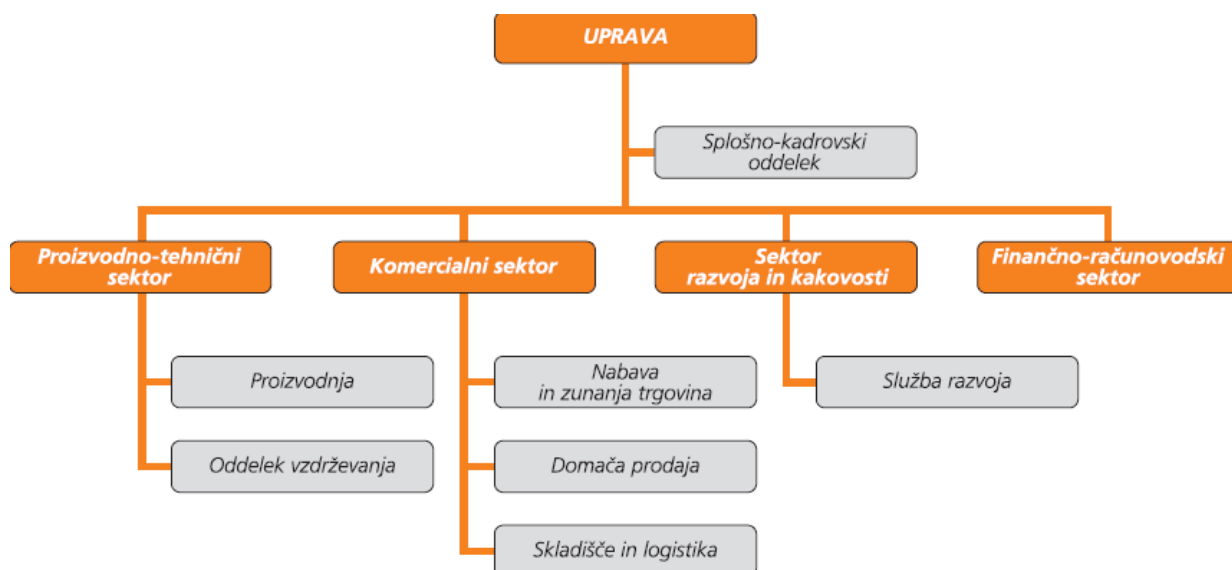 UPRAVA
Splošno-kadrovski
oddelek
Proizvodno-tehnični
sektor
Komercialni sektor
Sektor
razvoja in kakovosti
Finančno-računovodski
sektor
Proizvodnja
Nabava
in zunanja trgovina
Služba razvoja
Oddelek vzdrževanja
Domača prodaja
Skladišče in logistika